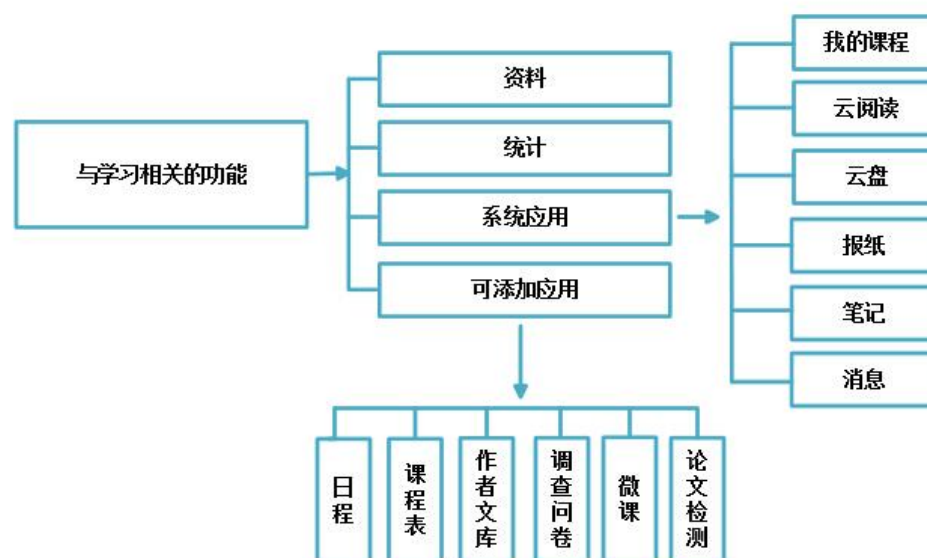 与学习相关的功能
资料
统计
系统应用
可添加应用
我的课程
云阅读
云盘
报纸
笔记
消息
日程
课程表
作者文库
调查问卷
微课
论文检测